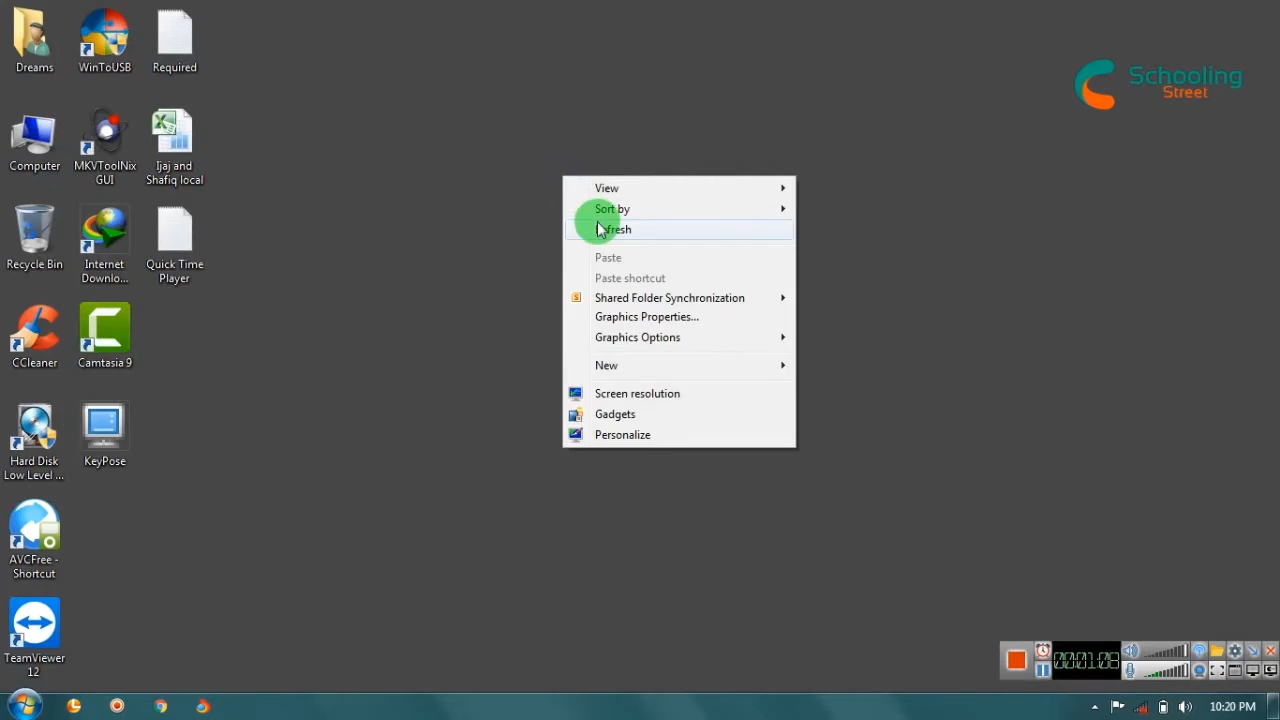 Dreams
WinToUSB
Required
Computer
MKVToolNix
GUI
Ijaj and
Shafiq local
Recycle Bin
Internet
Downlo...
Quick Time
Player
CCleaner
Camtasia 9
Hard Disk
Low Level ...
KeyPose
AVCFree -
Shortcut
TeamViewer
12
Schooling
Street
View
Sort by
Paste
Paste shortcut
S
Shared Folder Synchronization
Graphics Properties...
Graphics Options
New
Screen resolution
Gadgets
Personalize
000108
10:20 PM